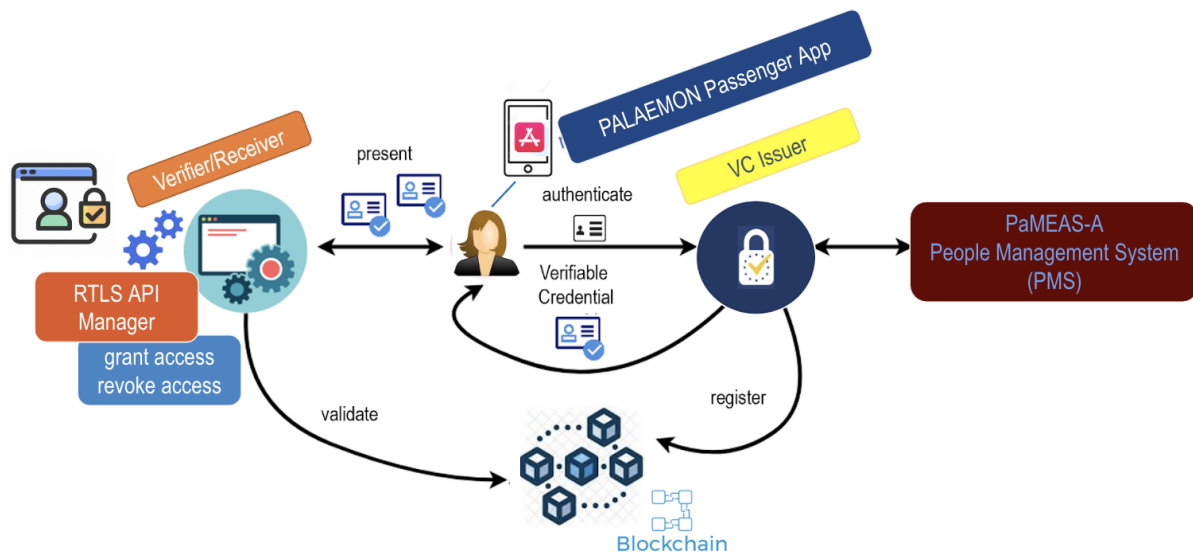 PALAEMON Passenger App
Verifier/Receiver
present
VC Issuer
authenticate
PaMEAS-A
People Management System
(PMS)
Verifiable
Credential
RTLS API
Manager
grant access
revoke access
validate
register
Blockchain